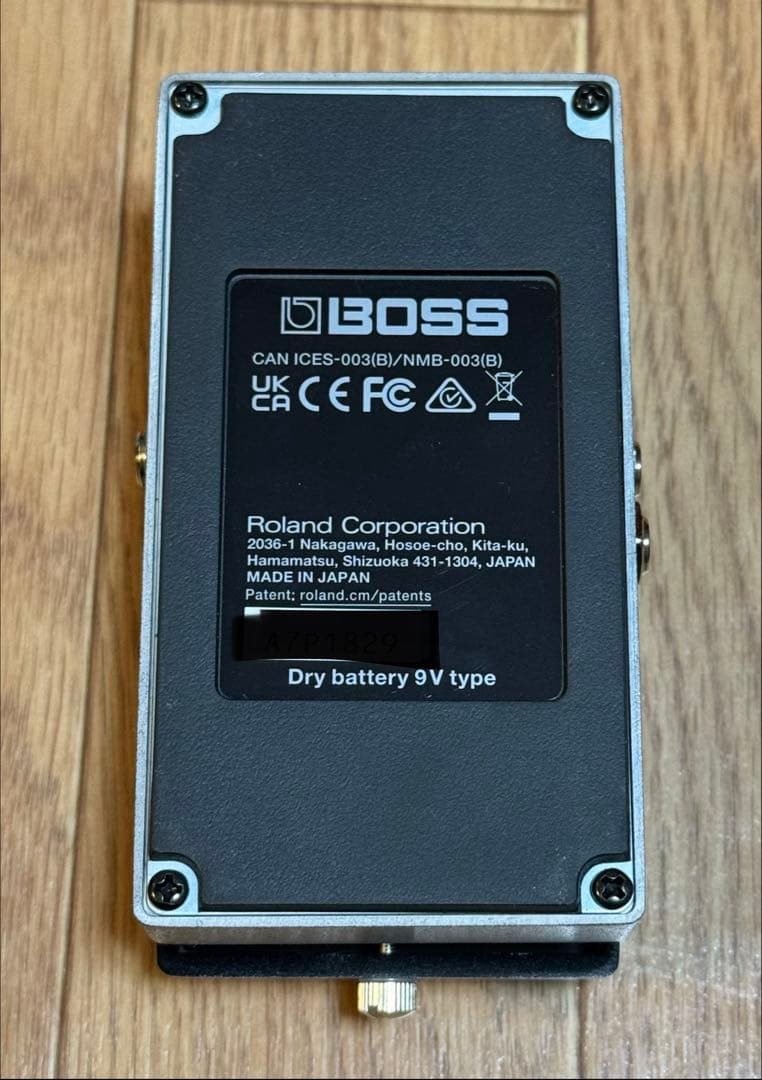 BOSS
CAN ICES-003(B)/NMB-003(B)
UK
CA CE FC
Roland Corporation
2036-1 Nakagawa, Hosoe-cho, Kita-ku,
Hamamatsu, Shizuoka 431-1304, JAPAN
MADE IN JAPAN
Patent: roland.cm/patents
Dry battery 9V type